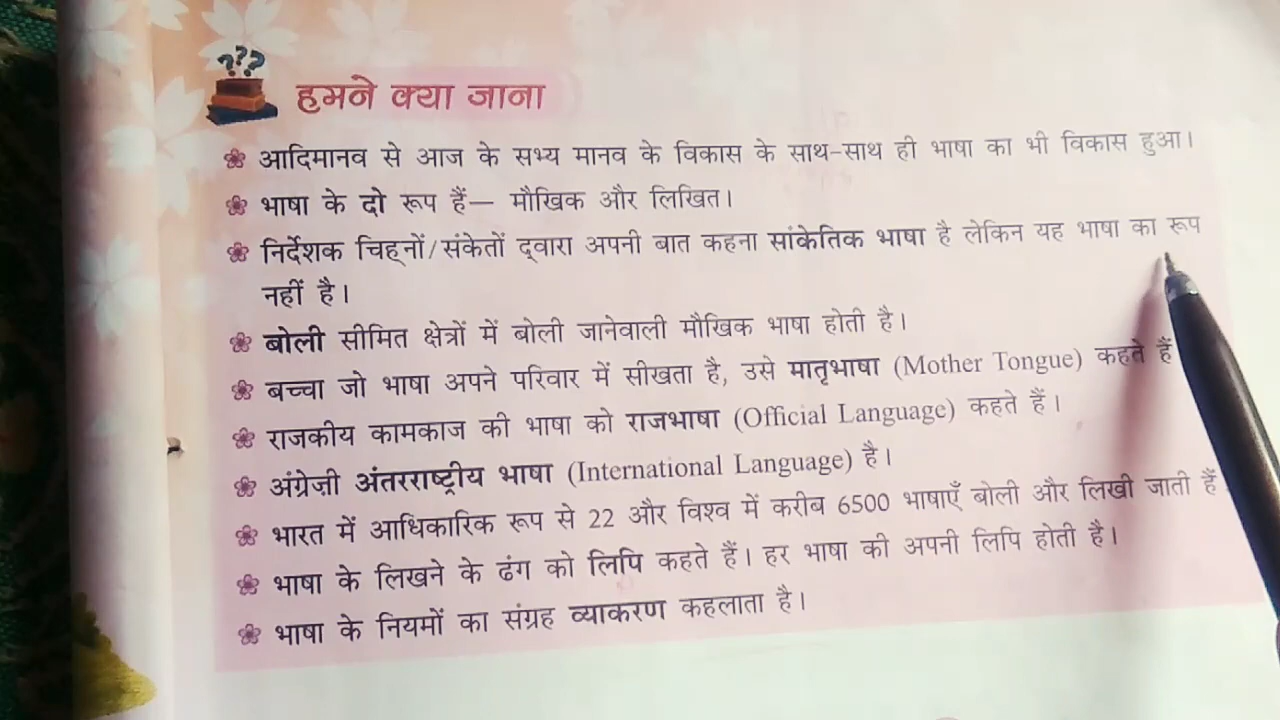 ???
हमने क्या जाना
आदिमानव से आज के सभ्य मानव के विकास के साथ-साथ ही भाषा का भी विकास हुआ।
भाषा के दो रूप हैं— मौखिक और लिखित।
निर्देशक चिह्नों/संकेतों द्वारा अपनी बात कहना सांकेतिक भाषा है लेकिन यह भाषा का रूप
नहीं है।
बोली सीमित क्षेत्रों में बोली जानेवाली मौखिक भाषा होती है।
बच्चा जो भाषा अपने परिवार में सीखता है, उसे मातृभाषा (Mother Tongue) कहते हैं
राजकीय कामकाज की भाषा को राजभाषा (Official Language) कहते हैं।
अंग्रेज़ी अंतरराष्ट्रीय भाषा (International Language) है।
भारत में आधिकारिक रूप से 22 और विश्व में करीब 6500 भाषाएँ बोली और लिखी जाती हैं
भाषा के लिखने के ढंग को लिपि कहते हैं। हर भाषा की अपनी लिपि होती है।
भाषा के नियमों का संग्रह व्याकरण कहलाता है।